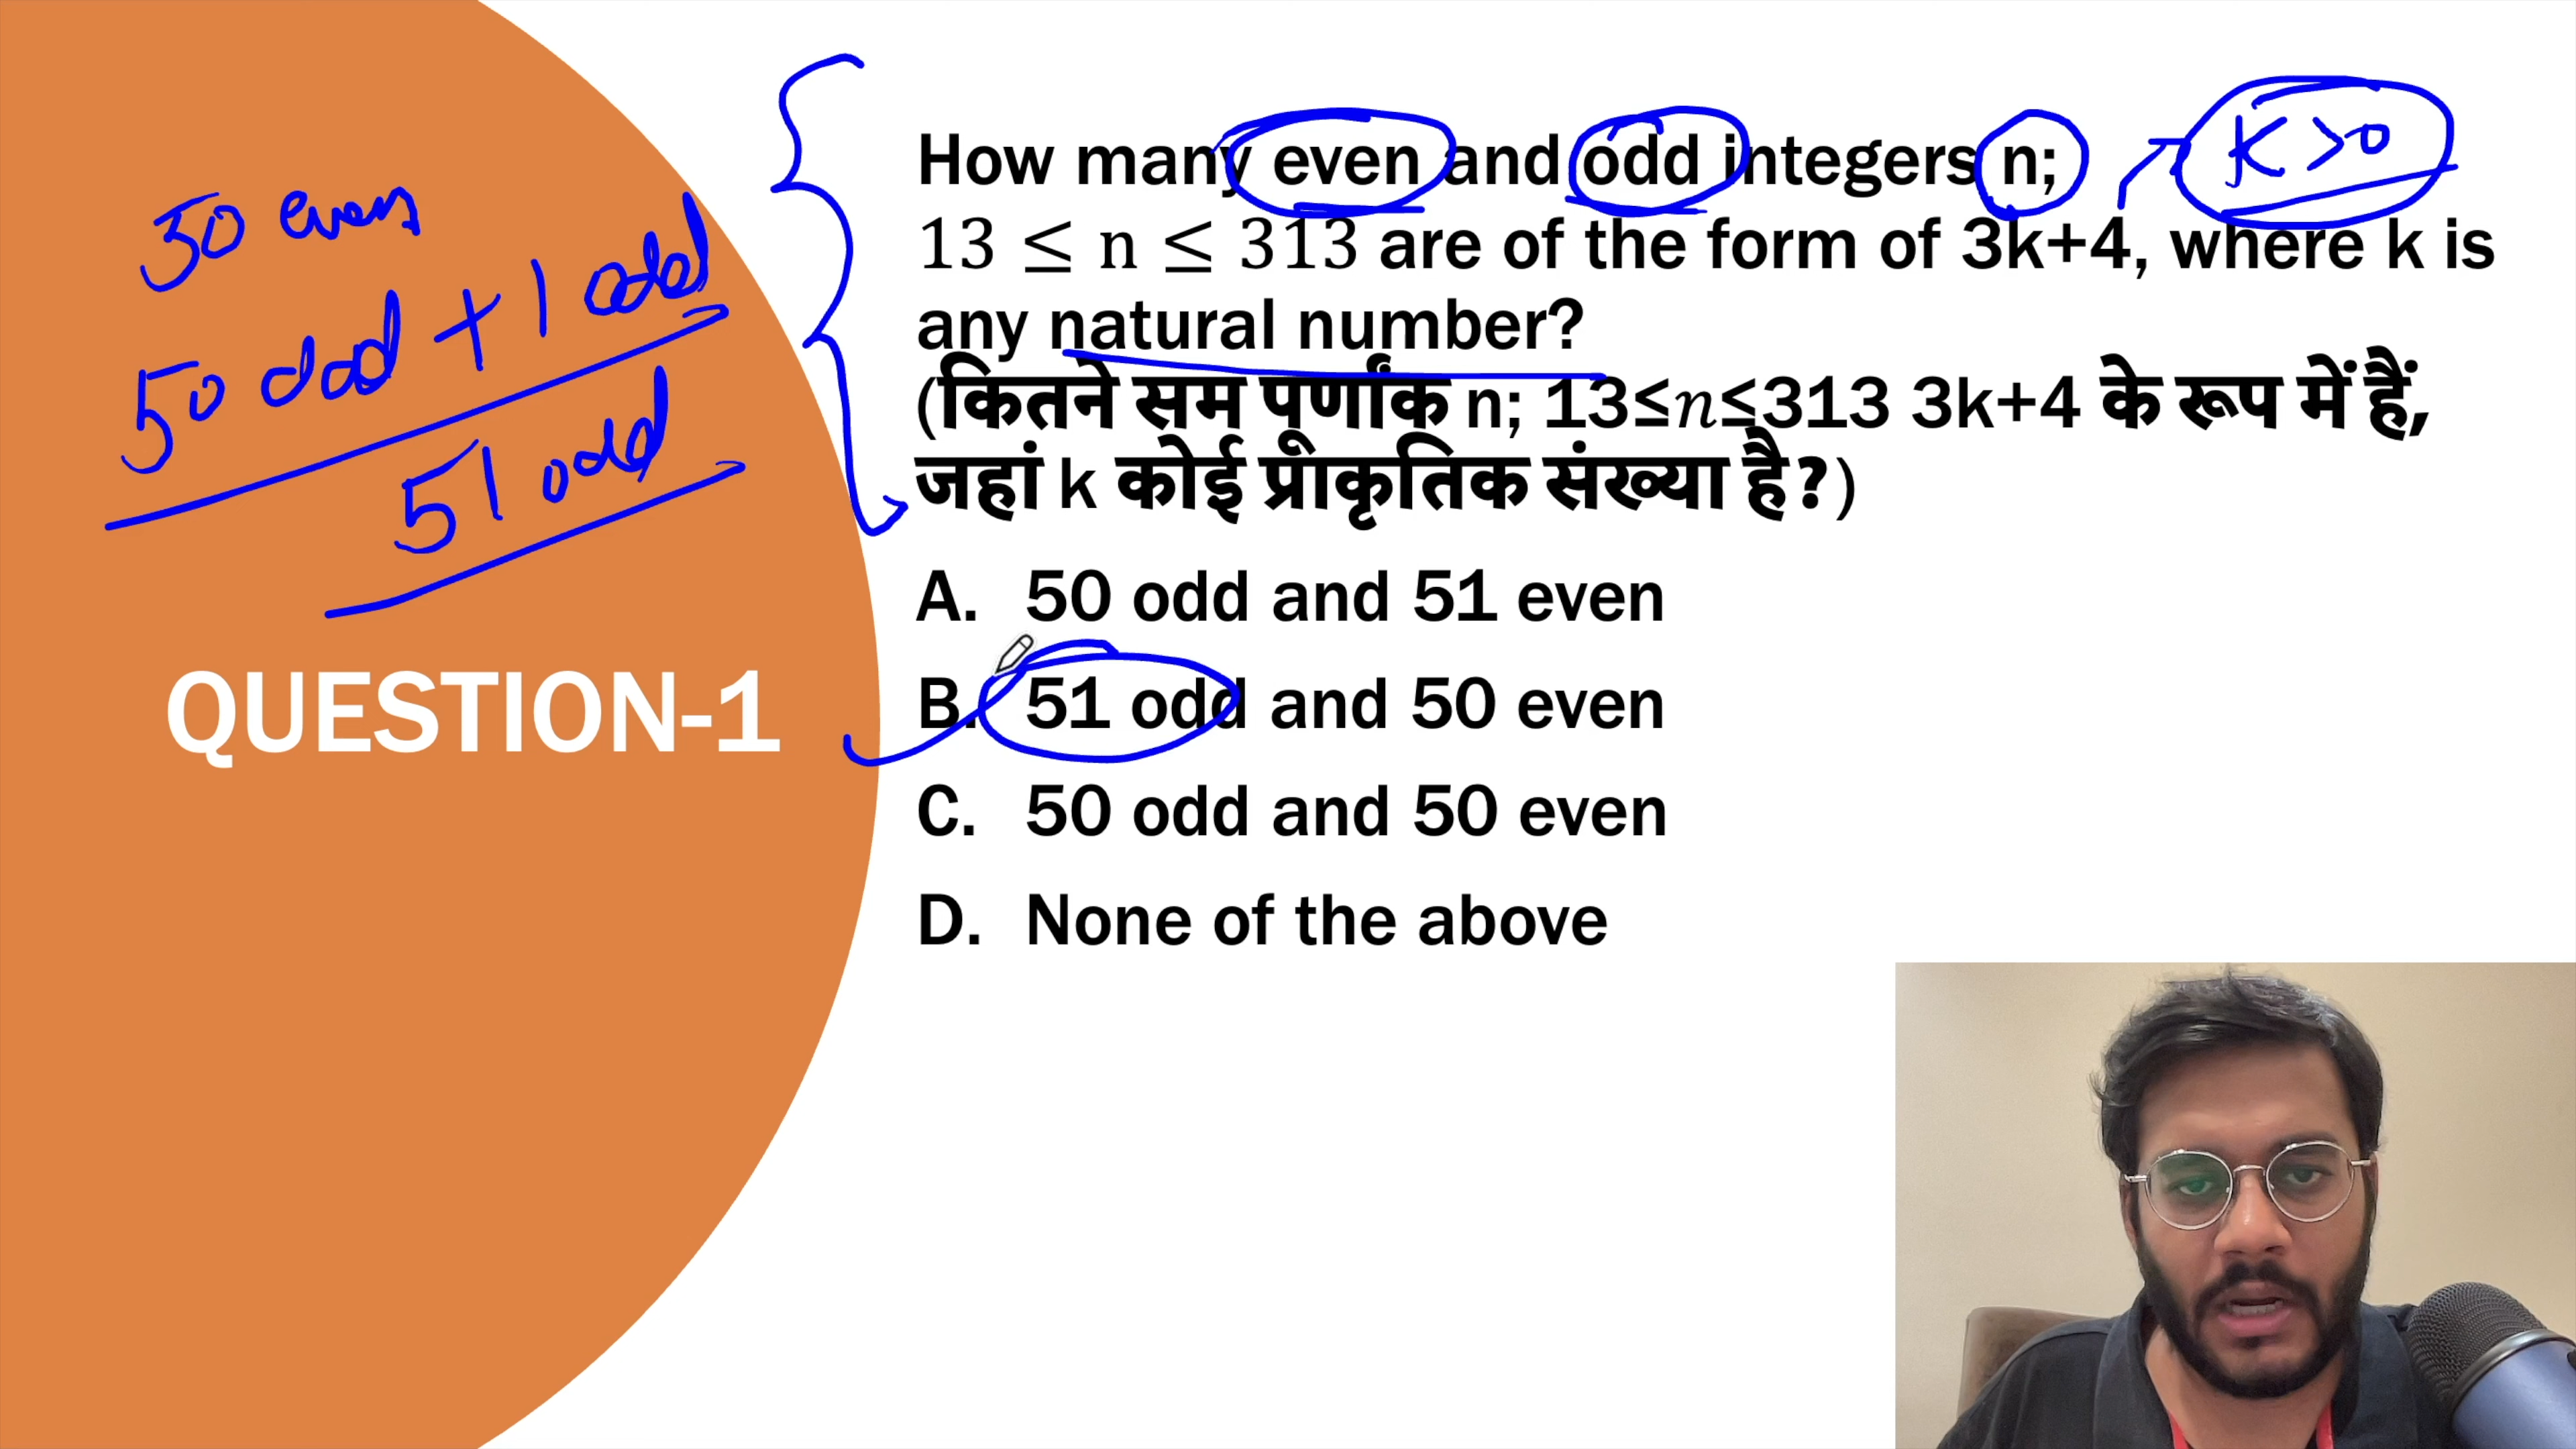 50 even
50 odd + 1 odd
51 odd
QUESTION-1
How many even and odd integers n;
K >0
13 ≤ n ≤ 313 are of the form of 3k+4, where k is
any natural number?
(कितने सम पूर्णांक n; 13≤n≤313 3k+4 के रूप में हैं,
जहां k कोई प्राकृतिक संख्या है?)
A. 50 odd and 51 even
B. 51 odd and 50 even
C. 50 odd and 50 even
D. None of the above